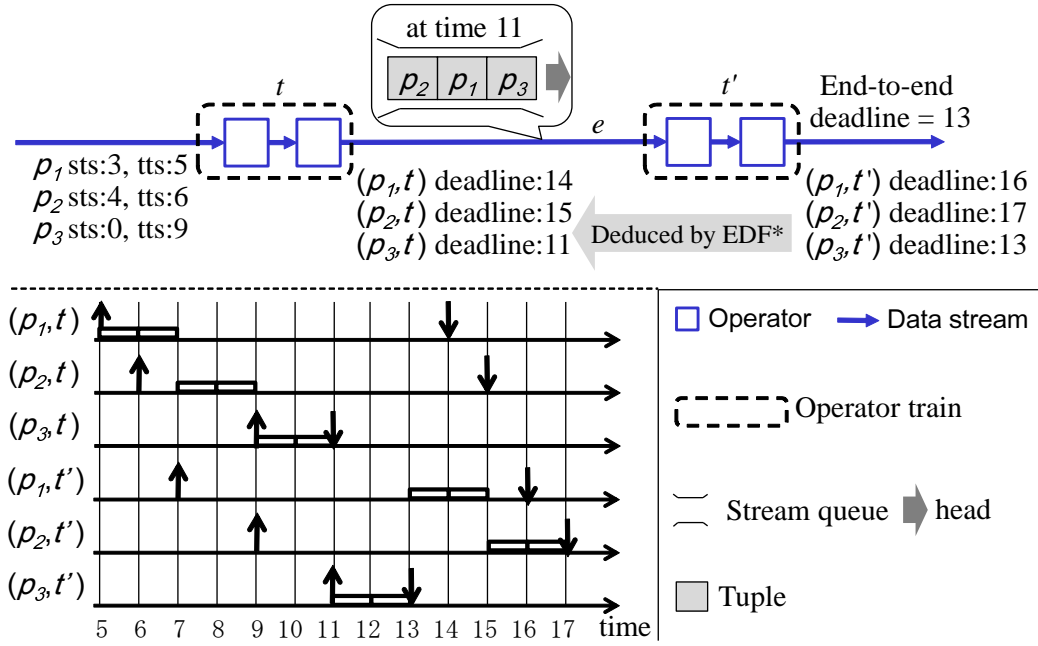 at time 11
p2 p1 p3
t
t'
e
End-to-end
deadline = 13
p1 sts:3, tts:5
p2 sts:4, tts:6
p3 sts:0, tts:9
(p1,t) deadline:14
(p2,t) deadline:15
(p3,t) deadline:11
Deduced by EDF*
(p1,t') deadline:16
(p2,t') deadline:17
(p3,t') deadline:13
(p1,t)
(p2,t)
(p3,t)
(p1,t')
(p2,t')
(p3,t')
5 6 7 8 9 10 11 12 13 14 15 16 17 time
Operator
Data stream
Operator train
Stream queue
head
Tuple